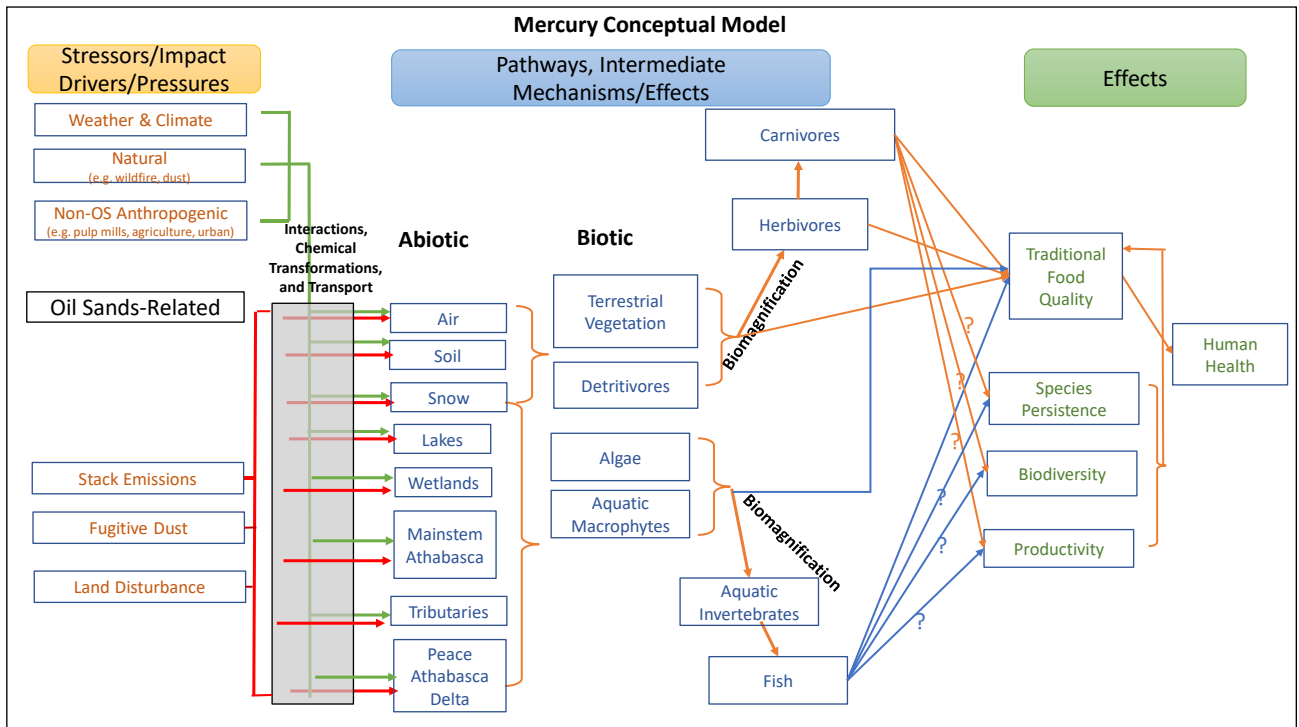 Mercury Conceptual Model
Stressors/Impact
Drivers/Pressures
Pathways, Intermediate
Mechanisms/Effects
Effects
Weather & Climate
Natural
(e.g. wildfire, dust)
Non-OS Anthropogenic
(e.g. pulp mills, agriculture, urban)
Oil Sands-Related
Stack Emissions
Fugitive Dust
Land Disturbance
Interactions,
Chemical
Transformations,
and Transport
Abiotic
Air
Soil
Snow
Lakes
Wetlands
Mainstem
Athabasca
Tributaries
Peace
Athabasca
Delta
Biotic
Terrestrial
Vegetation
Detritivores
Algae
Aquatic
Macrophytes
Carnivores
Herbivores
Biomagnification
Biomagnification
Aquatic
Invertebrates
Fish
?
?
?
?
?
?
Traditional
Food
Quality
Species
Persistence
Biodiversity
Productivity
Human
Health